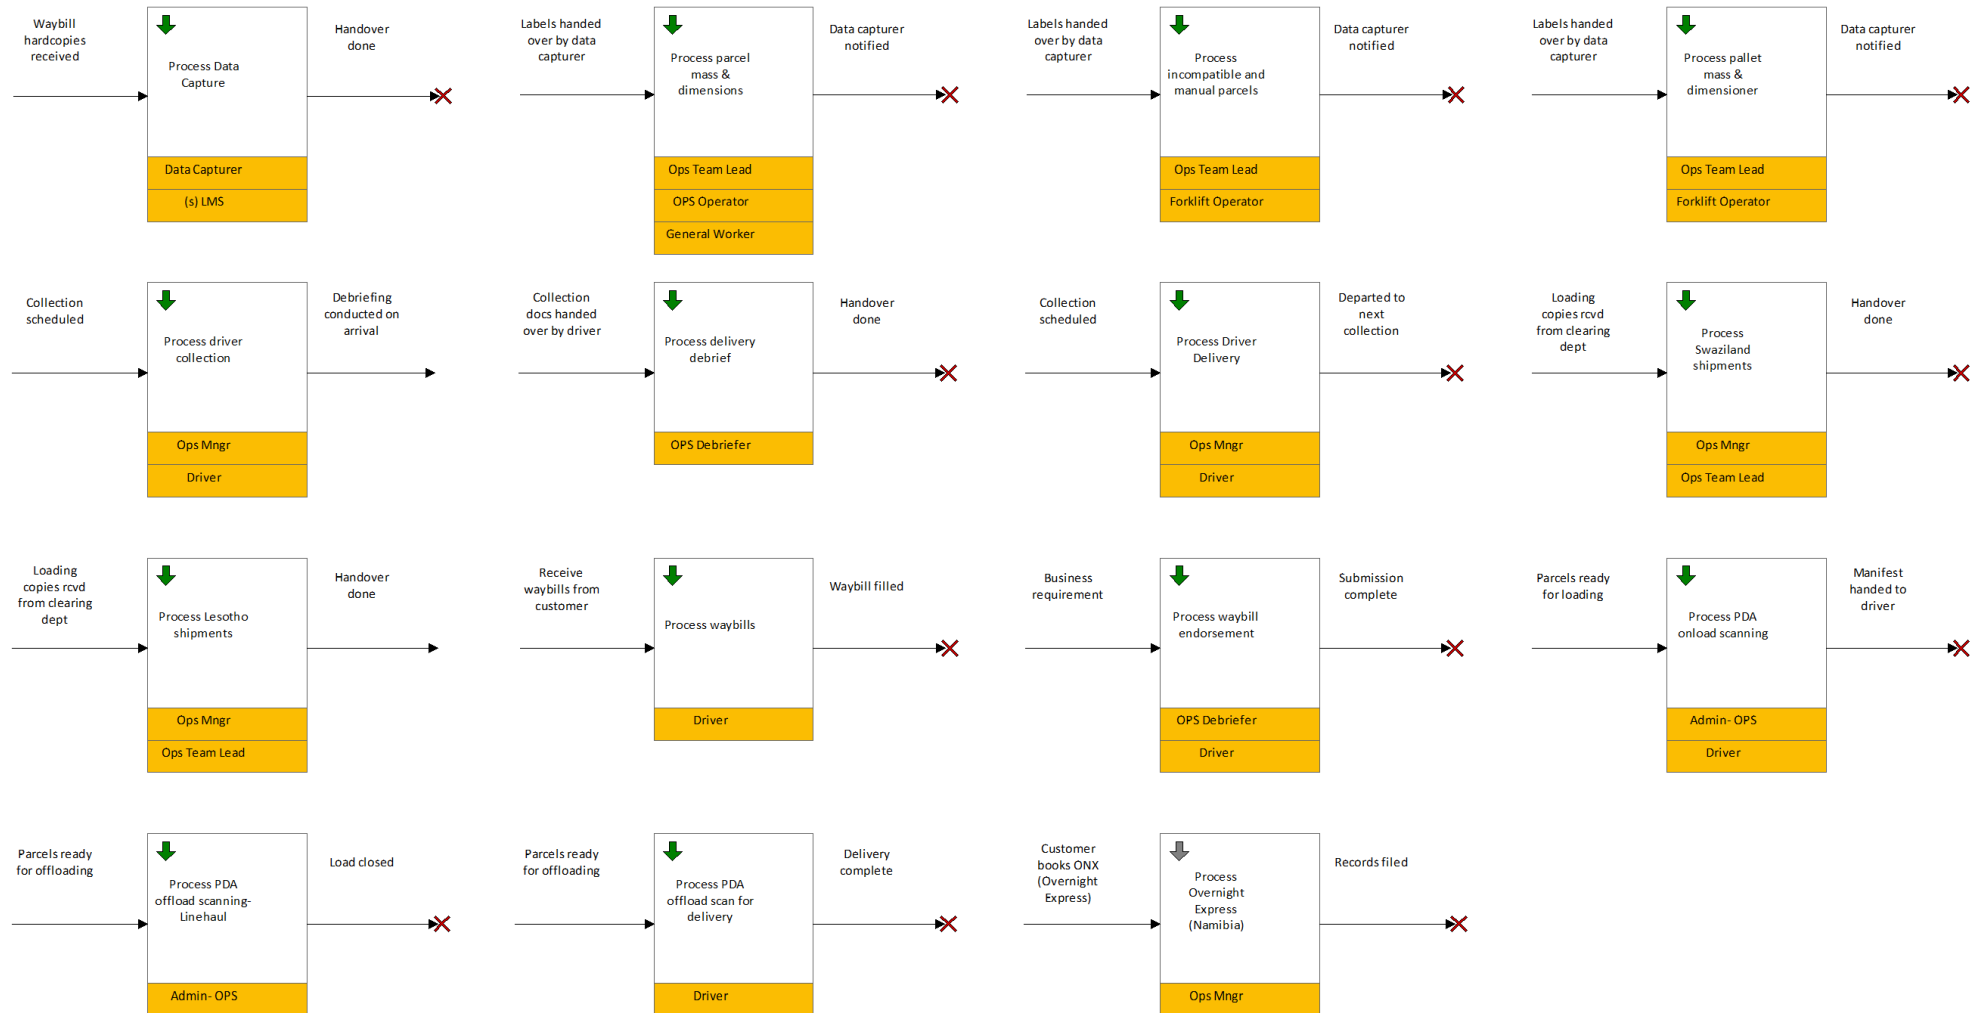 Waybill
hardcopies
received
Process Data
Capture
Handover
done
Data Capturer
(s) LMS
Labels handed
over by data
capturer
Process parcel
mass &
dimensions
Data capturer
notified
Ops Team Lead
OPS Operator
General Worker
Labels handed
over by data
capturer
Process
incompatible and
manual parcels
Data capturer
notified
Ops Team Lead
Forklift Operator
Labels handed
over by data
capturer
Process pallet
mass &
dimensioner
Data capturer
notified
Ops Team Lead
Forklift Operator
Collection
scheduled
Process driver
collection
Debriefing
conducted on
arrival
Ops Mngr
Driver
Collection
docs handed
over by driver
Process delivery
debrief
Handover
done
OPS Debriefer
Collection
scheduled
Process Driver
Delivery
Departed to
next
collection
Ops Mngr
Driver
Loading
copies rcvd
from clearing
dept
Process
Swaziland
shipments
Handover
done
Ops Mngr
Ops Team Lead
Loading
copies rcvd
from clearing
dept
Process Lesotho
shipments
Handover
done
Ops Mngr
Ops Team Lead
Receive
waybills from
customer
Process waybills
Waybill filled
Driver
Business
requirement
Process waybill
endorsement
Submission
complete
OPS Debriefer
Driver
Parcels ready
for loading
Process PDA
onload scanning
Manifest
handed to
driver
Admin- OPS
Driver
Parcels ready
for offloading
Process PDA
offload scanning-
Linehaul
Load closed
Admin- OPS
Parcels ready
for offloading
Process PDA
offload scan for
delivery
Delivery
complete
Driver
Customer
books ONX
(Overnight
Express)
Process
Overnight
Express
(Namibia)
Records filed
Ops Mngr